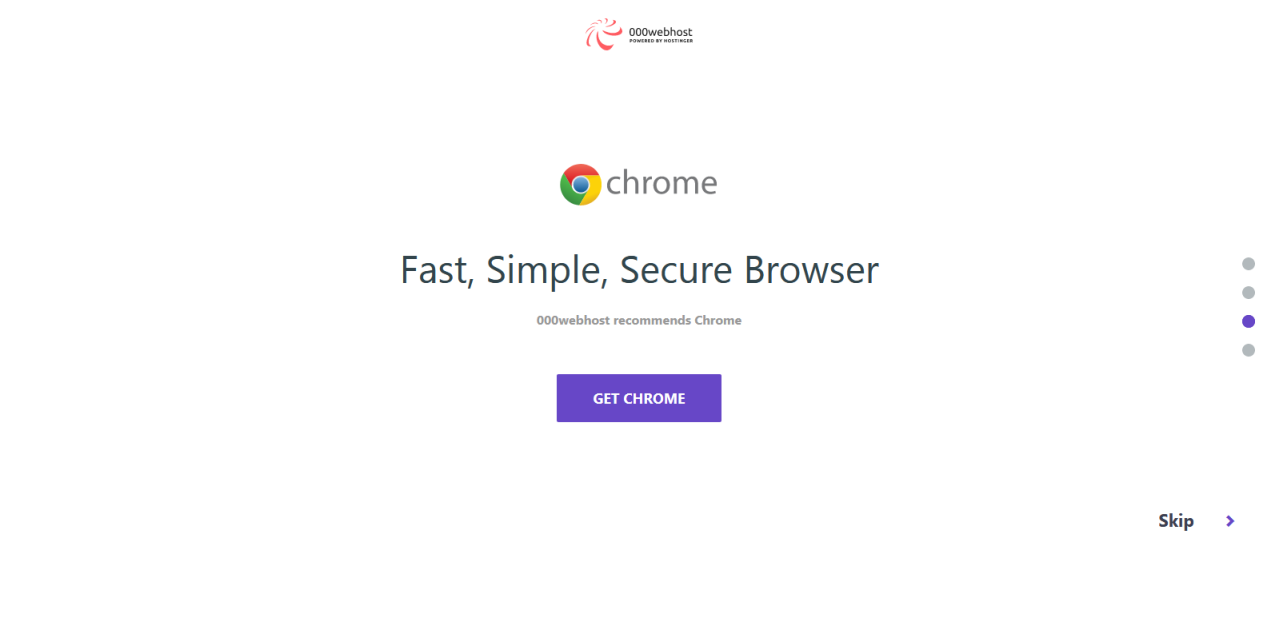 000webhost
POWERED BY HOSTINGER
chrome
Fast, Simple, Secure Browser
000webhost recommends Chrome
GET CHROME
Skip